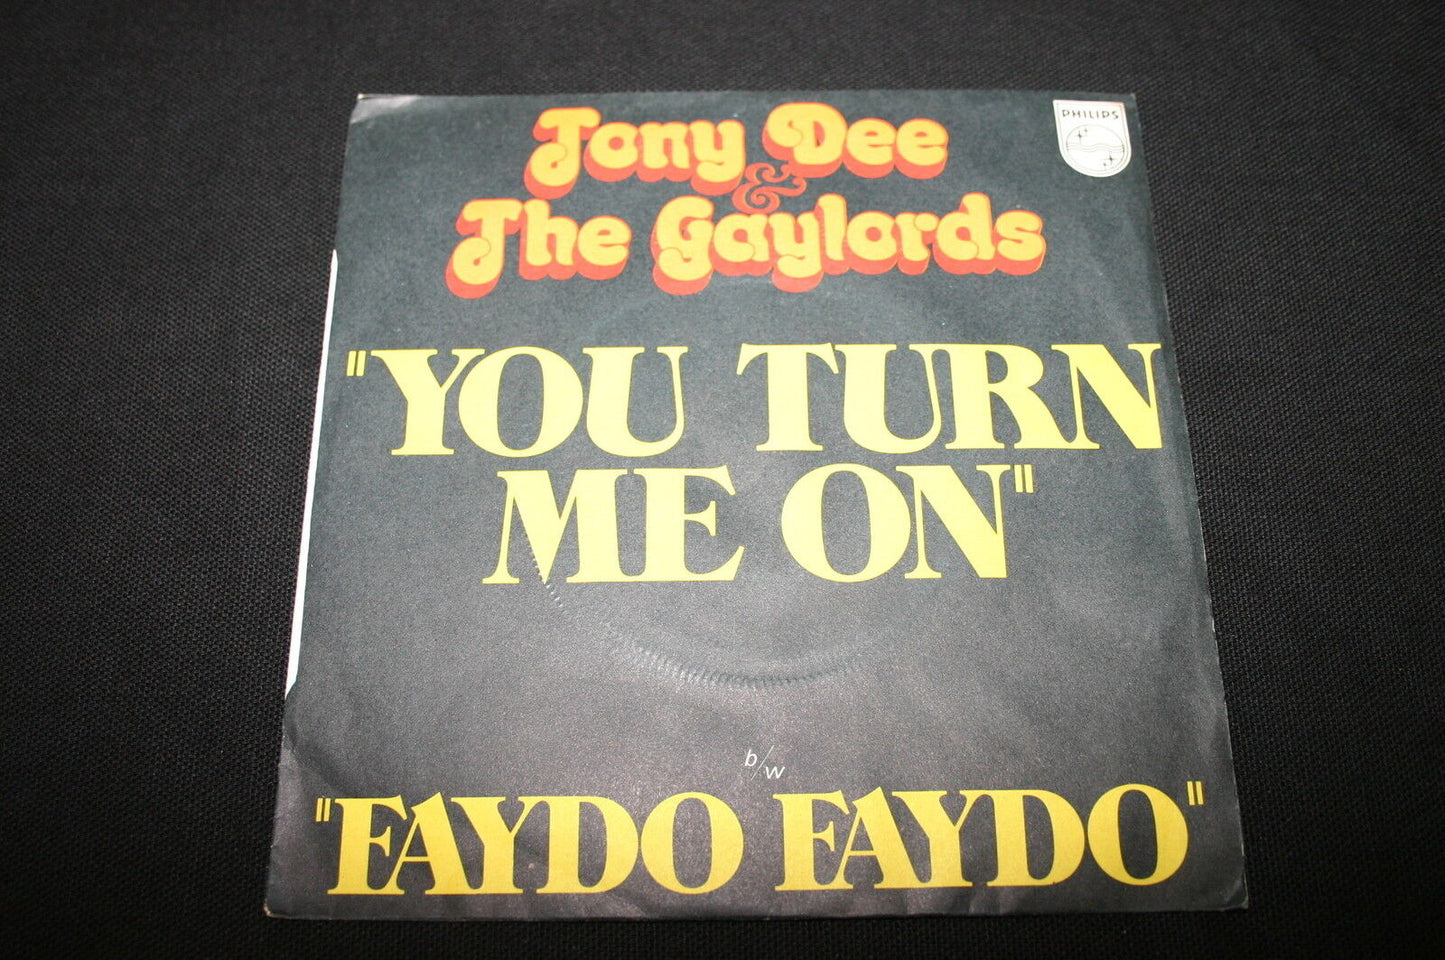 Tony Dee
&
The Gaylords
PHILIPS
"YOU TURN
ME ON"
b/w
"FAYDO FAYDO"